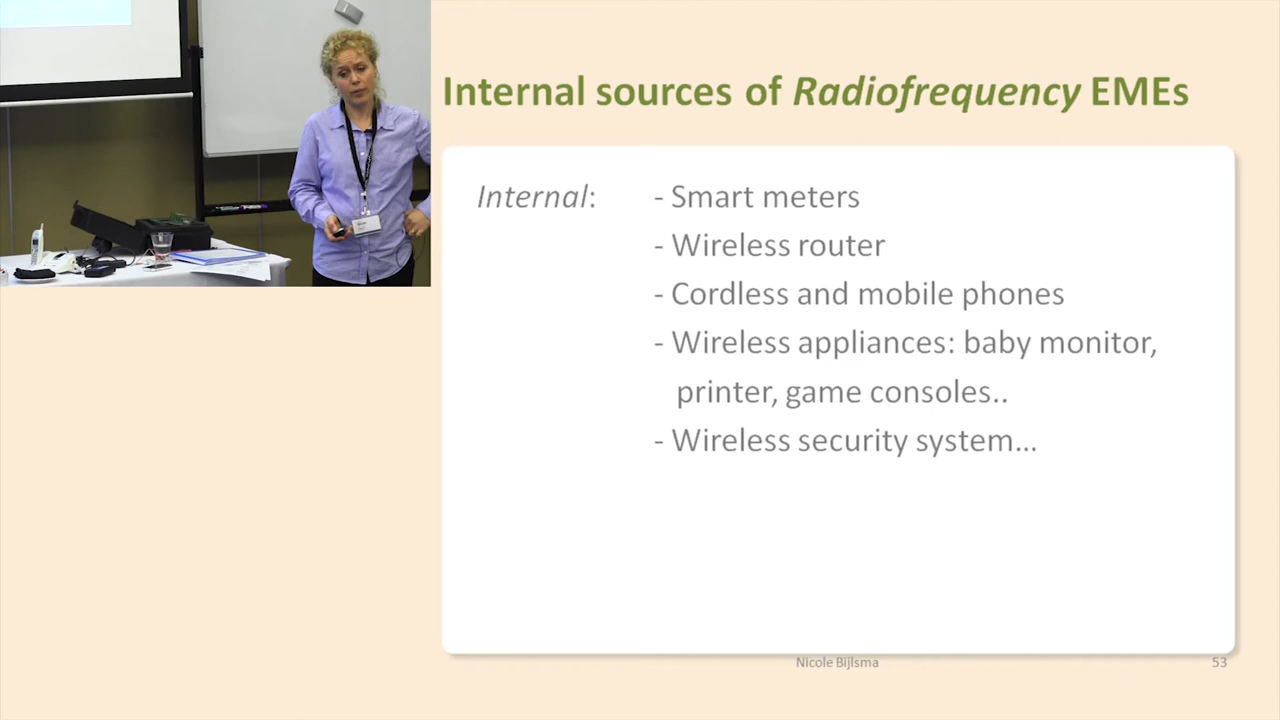 Internal sources of Radiofrequency EMEs
Internal: - Smart meters
- Wireless router
- Cordless and mobile phones
- Wireless appliances: baby monitor,
printer, game consoles..
- Wireless security system...
Nicole Bijlsma 53